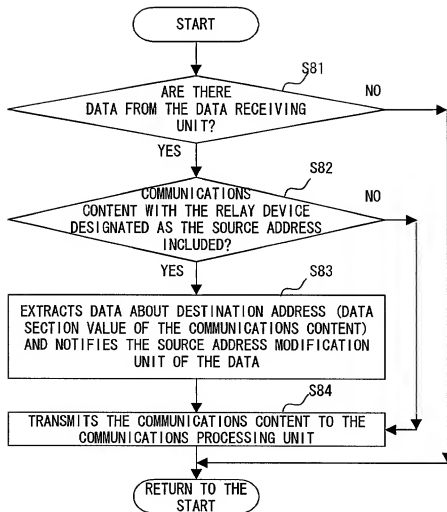 START
S81
ARE THERE
DATA FROM THE DATA RECEIVING
UNIT?
NO
YES
S82
COMMUNICATIONS
CONTENT WITH THE RELAY DEVICE
DESIGNATED AS THE SOURCE ADDRESS
INCLUDED?
NO
YES
S83
EXTRACTS DATA ABOUT DESTINATION ADDRESS (DATA
SECTION VALUE OF THE COMMUNICATIONS CONTENT)
AND NOTIFIES THE SOURCE ADDRESS MODIFICATION
UNIT OF THE DATA
S84
TRANSMITS THE COMMUNICATIONS CONTENT TO THE
COMMUNICATIONS PROCESSING UNIT
RETURN TO THE
START